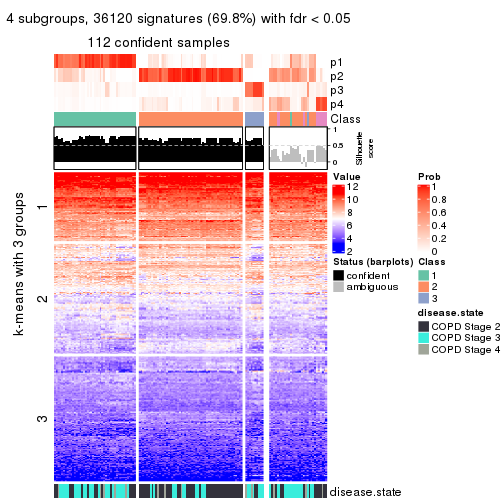 4 subgroups, 36120 signatures (69.8%) with fdr < 0.05
112 confident samples
p1
p2
p3
p4
Class
1
0.5
0
Silhouette
score
k-means with 3 groups
1
2
3
Value
12
10
8
6
4
2
Prob
1
0.8
0.6
0.4
0.2
0
Status (barplots)
confident
ambiguous
Class
1
2
3
disease.state
COPD Stage 2
COPD Stage 3
COPD Stage 4
disease.state